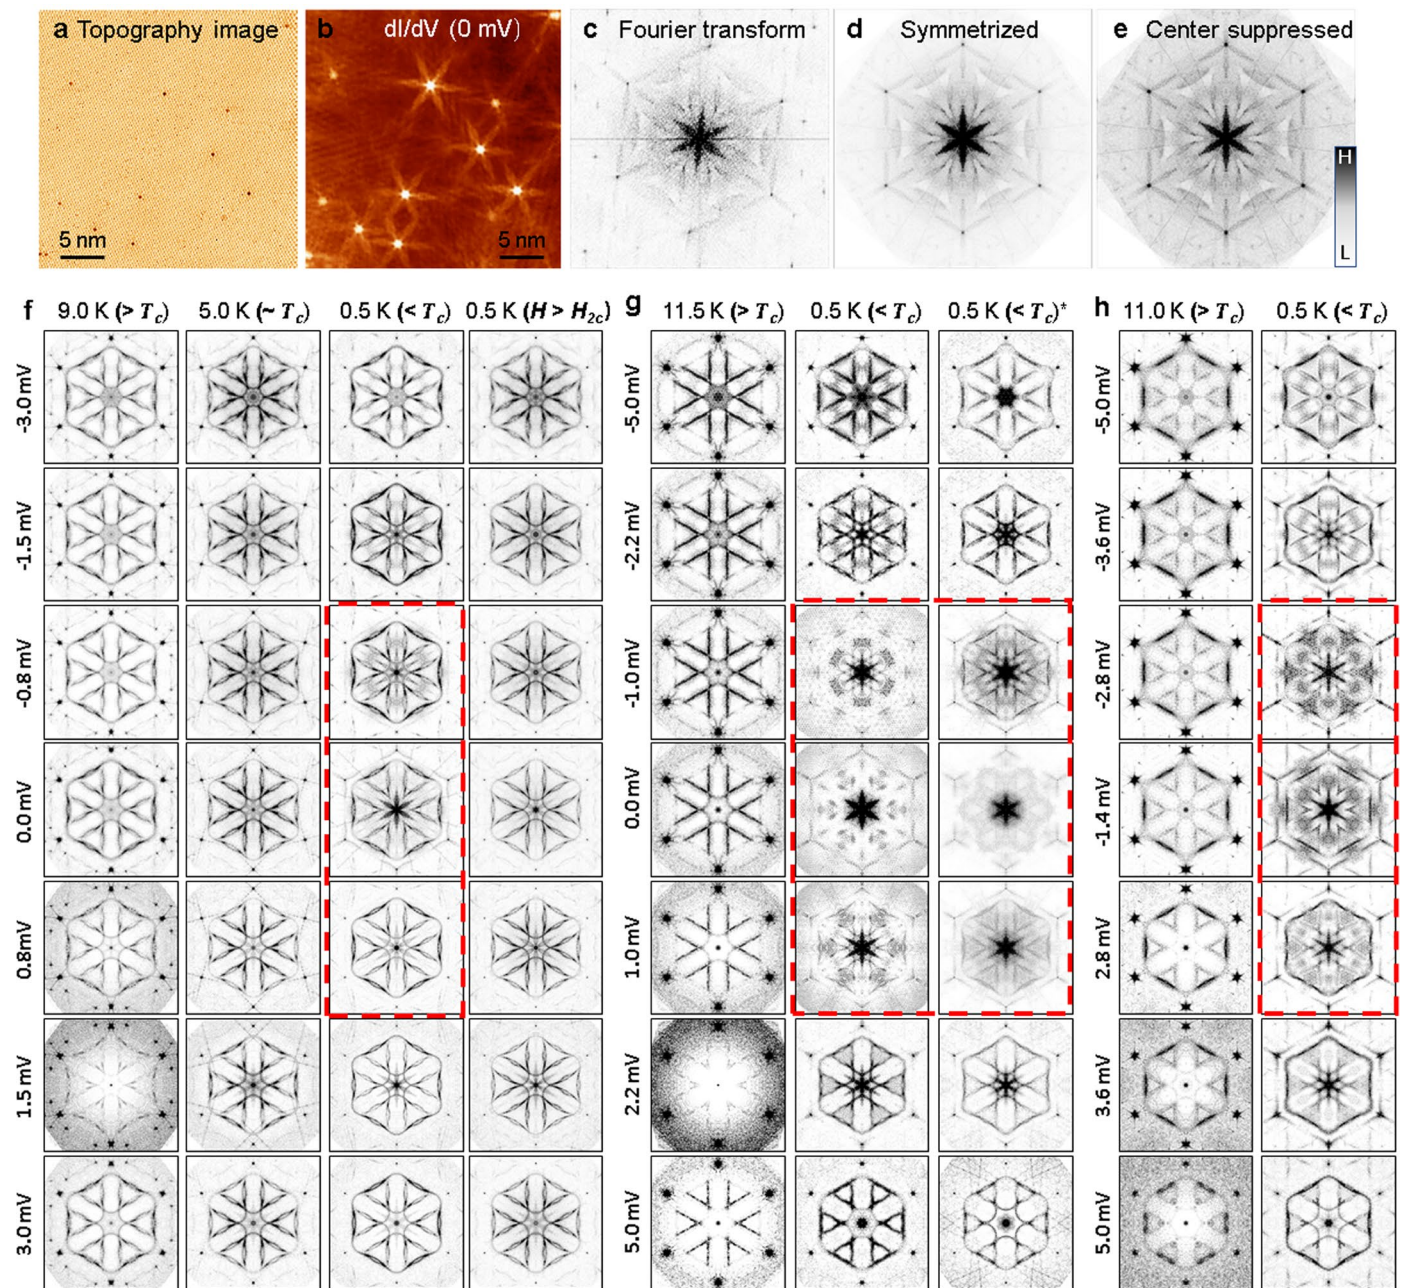 a Topography image
b dI/dV (0 mV)
c Fourier transform
d Symmetrized
e Center suppressed
5 nm
5 nm
H
L
f 9.0 K (> Tc) 5.0 K (~ Tc) 0.5 K (< Tc) 0.5 K (H > H2c)
g 11.5 K (> Tc) 0.5 K (< Tc) 0.5 K (< Tc)*
h 11.0 K (> Tc) 0.5 K (< Tc)
-3.0 mV
-1.5 mV
-0.8 mV
0.0 mV
0.8 mV
1.5 mV
3.0 mV
-5.0 mV
-2.2 mV
-1.0 mV
0.0 mV
1.0 mV
2.2 mV
5.0 mV
-5.0 mV
-3.6 mV
-2.8 mV
-1.4 mV
2.8 mV
3.6 mV
5.0 mV